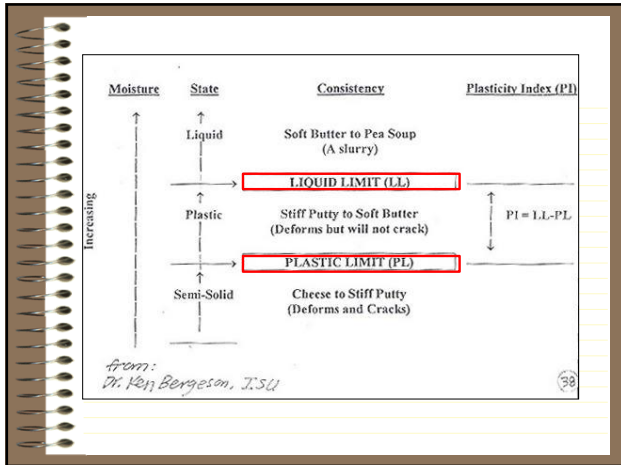 Moisture State Consistency Plasticity Index (PI)
Liquid Soft Butter to Pea Soup
(A slurry)
LIQUID LIMIT (LL)
Increasing
Plastic Stiff Putty to Soft Butter PI = LL-PL
(Deforms but will not crack)
PLASTIC LIMIT (PL)
Semi-Solid Cheese to Stiff Putty
(Deforms and Cracks)
from:
Dr. Ken Bergeson, ISU
38